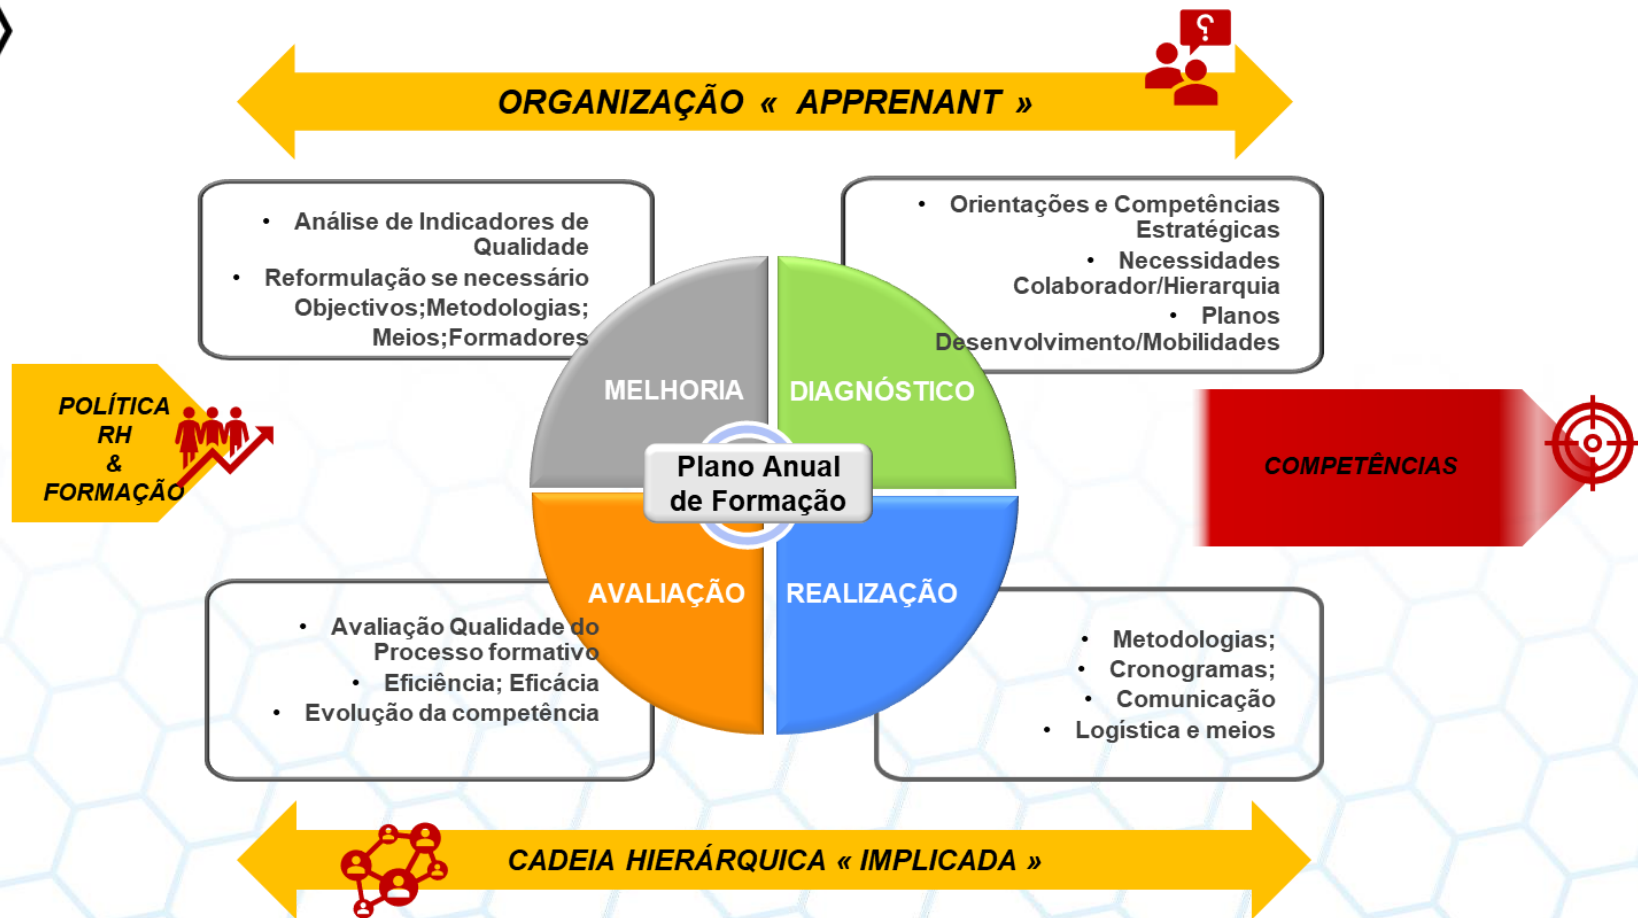 ORGANIZAÇÃO « APPRENANT »
• Análise de Indicadores de
Qualidade
• Reformulação se necessário
Objectivos;Metodologias;
Meios;Formadores
• Orientações e Competências
Estratégicas
• Necessidades
Colaborador/Hierarquia
• Planos
Desenvolvimento/Mobilidades
POLÍTICA
RH
&
FORMAÇÃO
MELHORIA
DIAGNÓSTICO
Plano Anual
de Formação
COMPETÊNCIAS
AVALIAÇÃO
REALIZAÇÃO
• Avaliação Qualidade do
Processo formativo
• Eficiência; Eficácia
• Evolução da competência
• Metodologias;
• Cronogramas;
• Comunicação
• Logística e meios
CADEIA HIERÁRQUICA « IMPLICADA »